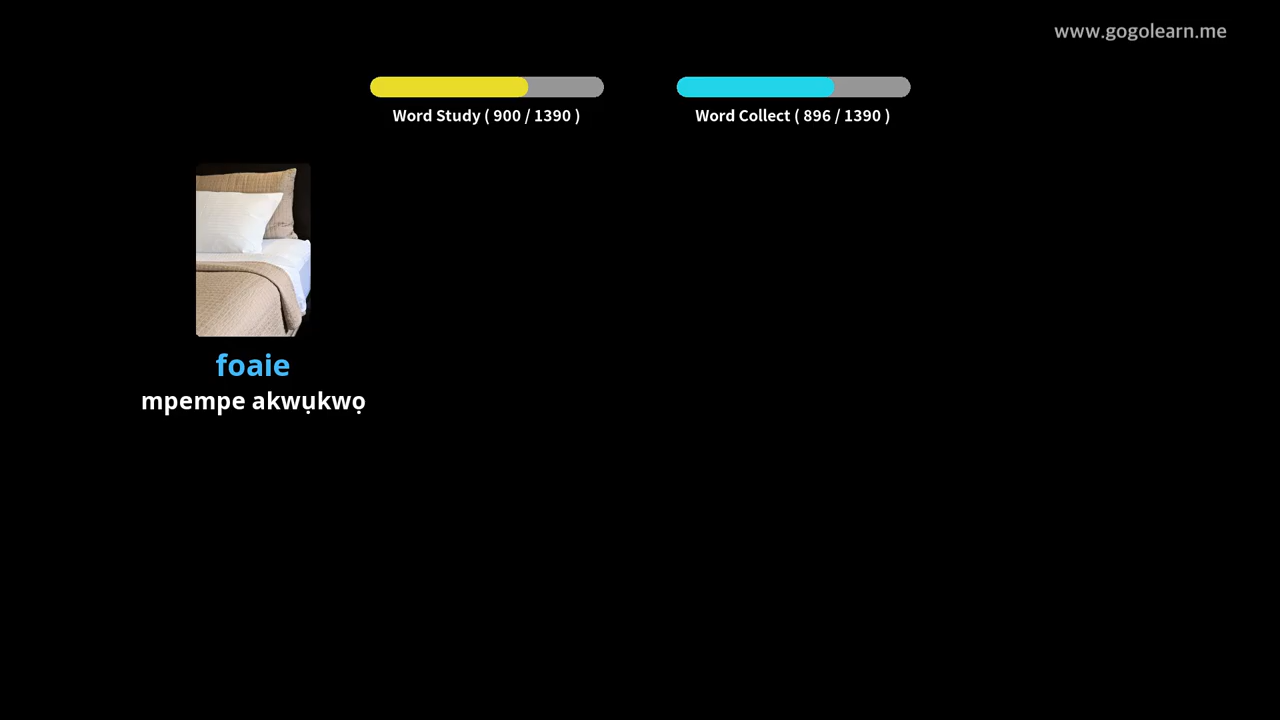 www.gogolearn.me
Word Study ( 900 / 1390 )
Word Collect ( 896 / 1390 )
foaie
mpempe akwụkwọ